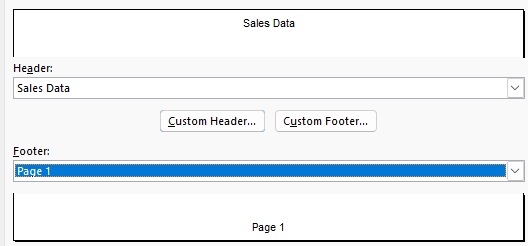 Sales Data
Header:
Sales Data
Custom Header... Custom Footer...
Footer:
Page 1
Page 1